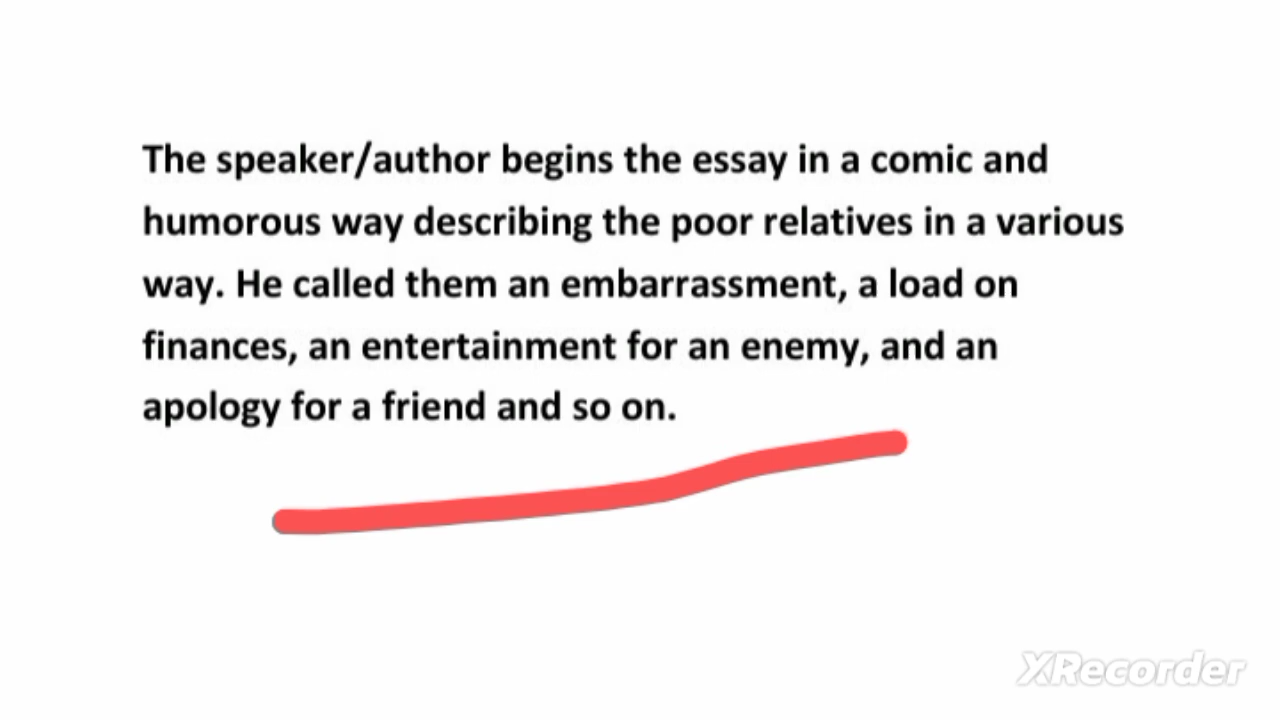 The speaker/author begins the essay in a comic and
humorous way describing the poor relatives in a various
way. He called them an embarrassment, a load on
finances, an entertainment for an enemy, and an
apology for a friend and so on.
XRecorder